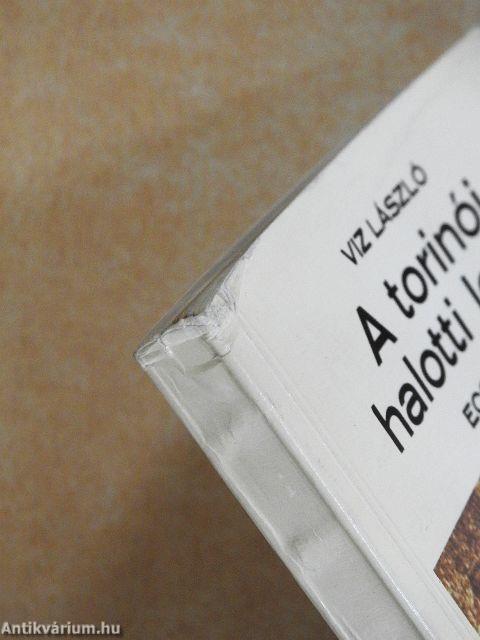 VIZ LÁSZLÓ
A torinói
halotti
Antikvárium.hu